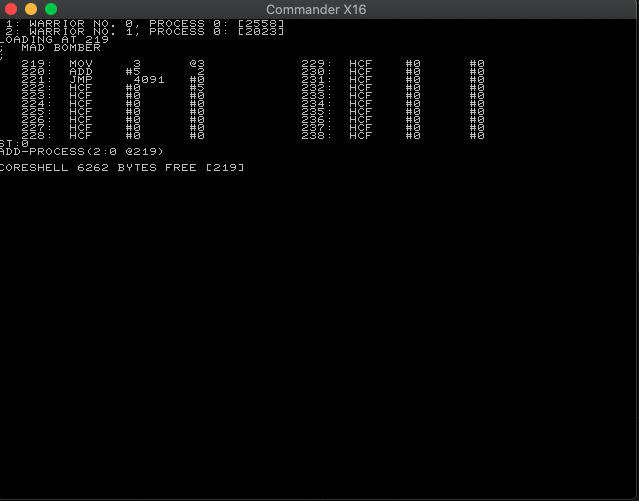 Commander X16
1: WARRIOR NO. 0, PROCESS 0: [2558]
2: WARRIOR NO. 1, PROCESS 0: [2023]
LOADING AT 219
; MAD BOMBER
;
219: MOV 3 @3 229: HCF #0 #0
220: ADD #5 2 230: HCF #0 #0
221: JMP 4091 #0 231: HCF #0 #0
222: HCF #0 #5 232: HCF #0 #0
223: HCF #0 #0 233: HCF #0 #0
224: HCF #0 #0 234: HCF #0 #0
225: HCF #0 #0 235: HCF #0 #0
226: HCF #0 #0 236: HCF #0 #0
227: HCF #0 #0 237: HCF #0 #0
228: HCF #0 #0 238: HCF #0 #0
ST:0
ADD-PROCESS(2:0 @219)
CORESHELL 6262 BYTES FREE [219]